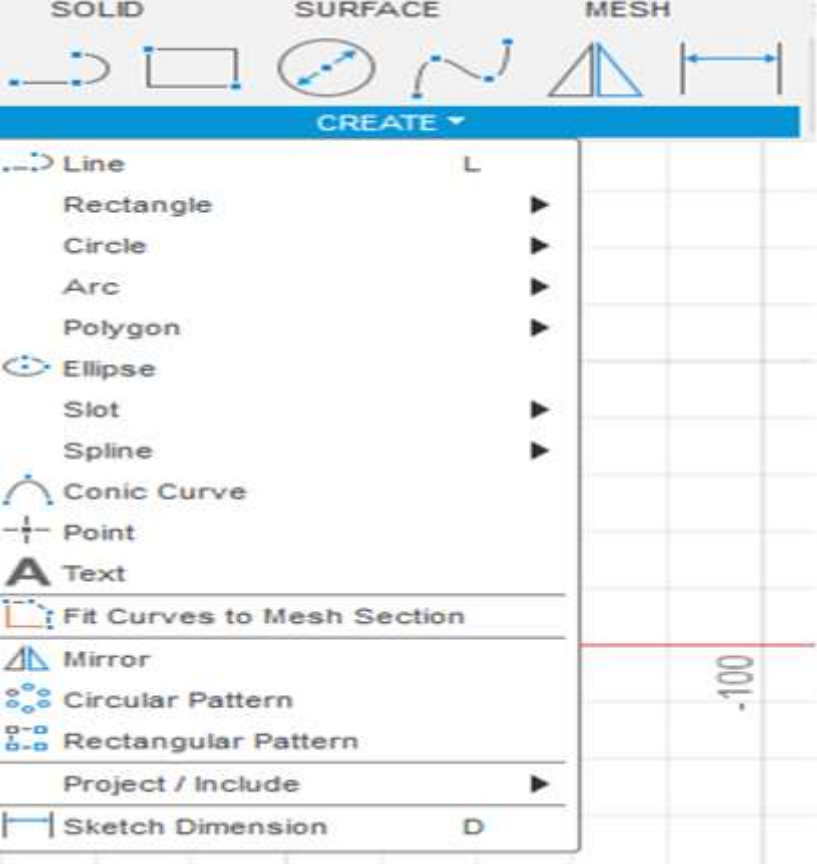 SOLID SURFACE MESH
CREATE
Line L
Rectangle
Circle
Arc
Polygon
Ellipse
Slot
Spline
Conic Curve
Point
A Text
Fit Curves to Mesh Section
Mirror
Circular Pattern
Rectangular Pattern
Project / Include
Sketch Dimension D
-100